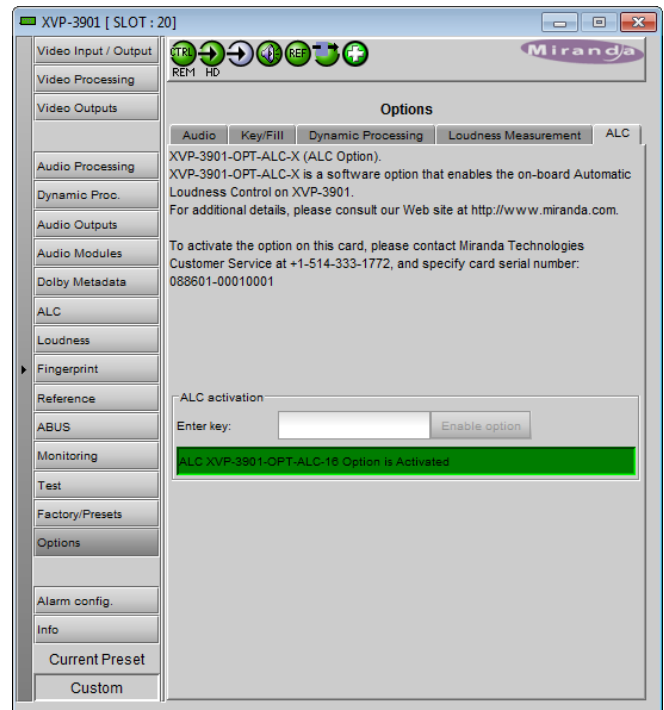 XVP-3901 [ SLOT : 20]
Video Input / Output
Video Processing
Video Outputs
Audio Processing
Dynamic Proc.
Audio Outputs
Audio Modules
Dolby Metadata
ALC
Loudness
Fingerprint
Reference
ABUS
Monitoring
Test
Factory/Presets
Options
Alarm config.
Info
Current Preset
Custom
CTRL
REF
REM HD
Miranda
Options
Audio Key/Fill Dynamic Processing Loudness Measurement ALC
XVP-3901-OPT-ALC-X (ALC Option).
XVP-3901-OPT-ALC-X is a software option that enables the on-board Automatic
Loudness Control on XVP-3901.
For additional details, please consult our Web site at http://www.miranda.com.
To activate the option on this card, please contact Miranda Technologies
Customer Service at +1-514-333-1772, and specify card serial number:
088601-00010001
ALC activation
Enter key:
Enable option
ALC XVP-3901-OPT-ALC-16 Option is Activated